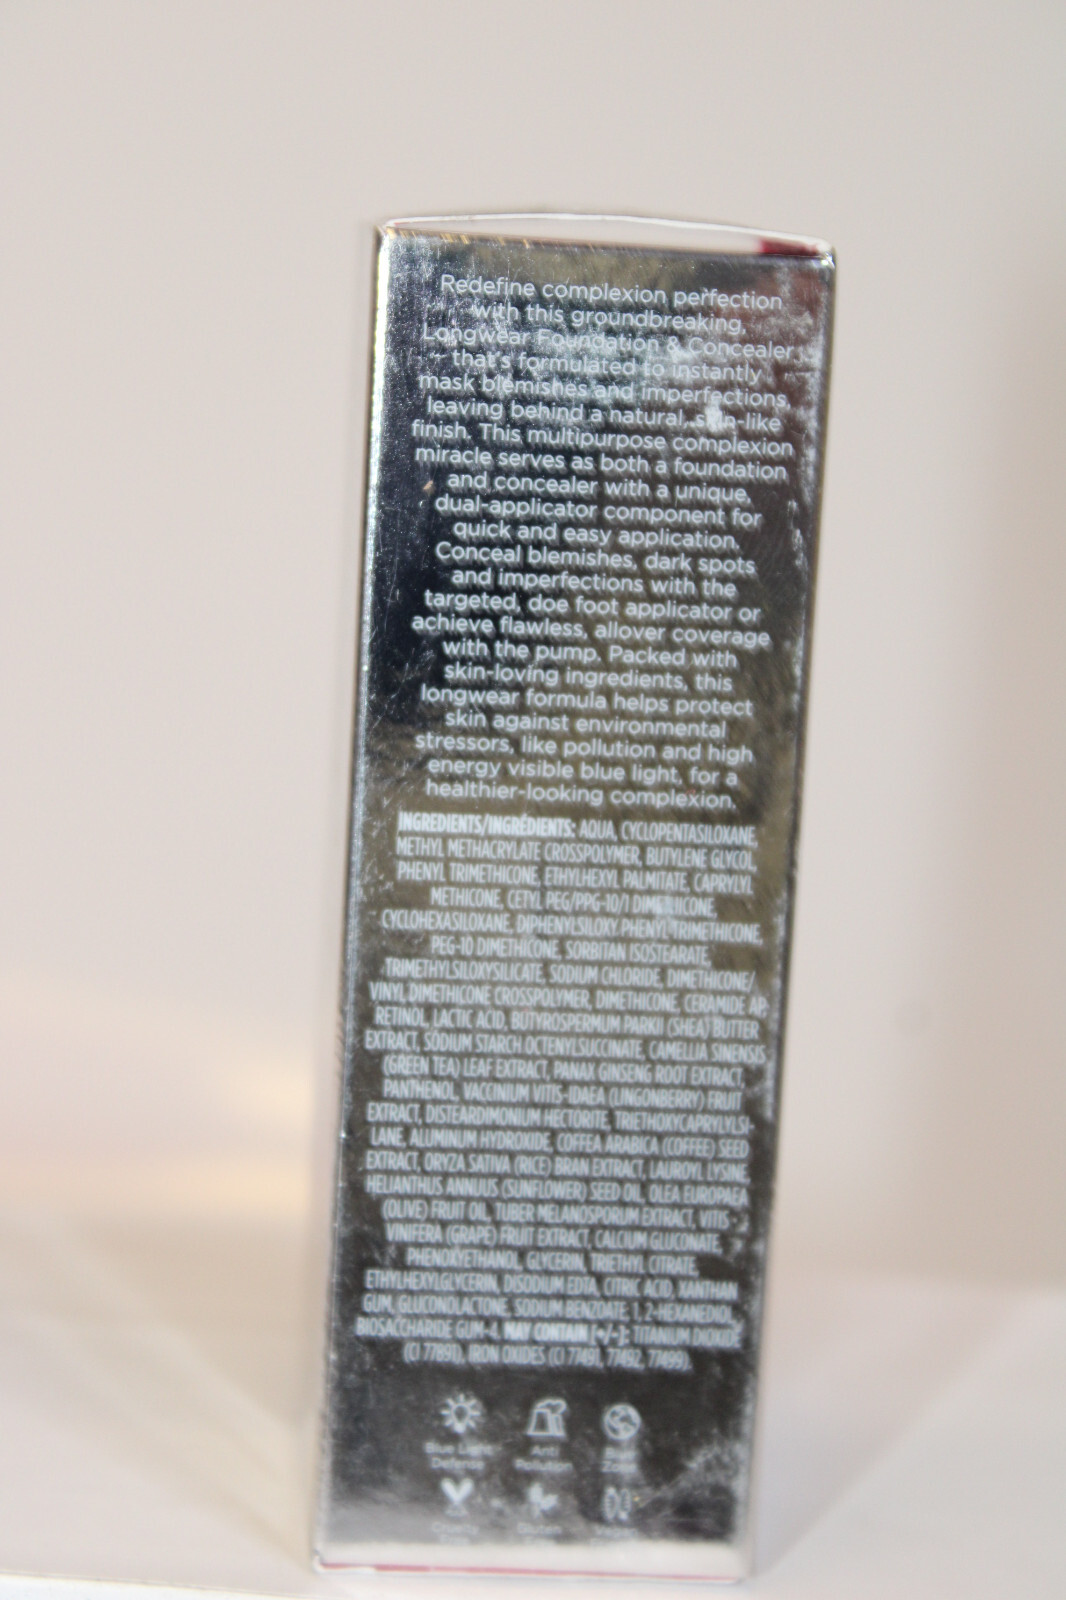 Redefine complexion perfection
with this groundbreaking,
Longwear Foundation & Concealer
that's formulated to instantly
mask blemishes and imperfections,
leaving behind a natural, skin-like
finish. This multipurpose complexion
miracle serves as both a foundation
and concealer with a unique,
dual-applicator component for
quick and easy application.
Conceal blemishes, dark spots
and imperfections with the
targeted, doe foot applicator or
achieve flawless, allover coverage
with the pump. Packed with
skin-loving ingredients, this
longwear formula helps protect
skin against environmental
stressors, like pollution and high
energy visible blue light, for a
healthier-looking complexion.
INGREDIENTS/INGRÉDIENTS: AQUA, CYCLOPENTASILOXANE,
METHYL METHACRYLATE CROSSPOLYMER, BUTYLENE GLYCOL,
PHENYL TRIMETHICONE, ETHYLHEXYL PALMITATE, CAPRYLYL
METHICONE, CETYL PEG/PPG-10/1 DIMETHICONE,
CYCLOHEXASILOXANE, DIPHENYLSILOXY PHENYL TRIMETHICONE,
PEG-10 DIMETHICONE, SORBITAN ISOSTEARATE,
TRIMETHYLSILOXYSILICATE, SODIUM CHLORIDE, DIMETHICONE/
VINYL DIMETHICONE CROSSPOLYMER, DIMETHICONE, CERAMIDE AP,
RETINOL, LACTIC ACID, BUTYROSPERMUM PARKII (SHEA) BUTTER
EXTRACT, SODIUM STARCH OCTENYLSUCCINATE, CAMELLIA SINENSIS
(GREEN TEA) LEAF EXTRACT, PANAX GINSENG ROOT EXTRACT,
PANTHENOL, VACCINIUM VITIS-IDAEA (LINGONBERRY) FRUIT
EXTRACT, DISTEARDIMONIUM HECTORITE, TRIETHOXYCAPRYLYLSI-
LANE, ALUMINUM HYDROXIDE, COFFEA ARABICA (COFFEE) SEED
EXTRACT, ORYZA SATIVA (RICE) BRAN EXTRACT, LAUROYL LYSINE,
HELIANTHUS ANNUUS (SUNFLOWER) SEED OIL, OLEA EUROPAEA
(OLIVE) FRUIT OIL, TUBER MELANOSPORUM EXTRACT, VITIS
VINIFERA (GRAPE) FRUIT EXTRACT, CALCIUM GLUCONATE,
PHENOXYETHANOL, GLYCERIN, TRIETHYL CITRATE,
ETHYLHEXYLGLYCERIN, DISODIUM EDTA, CITRIC ACID, XANTHAN
GUM, GLUCONOLACTONE, SODIUM BENZOATE, 1, 2-HEXANEDIOL,
BIOSACCHARIDE GUM-4. MAY CONTAIN [+/-]: TITANIUM DIOXIDE
(CI 77891), IRON OXIDES (CI 77491, 77492, 77499).
Blue Light Anti
Defense Pollution
Cruelty Gluten